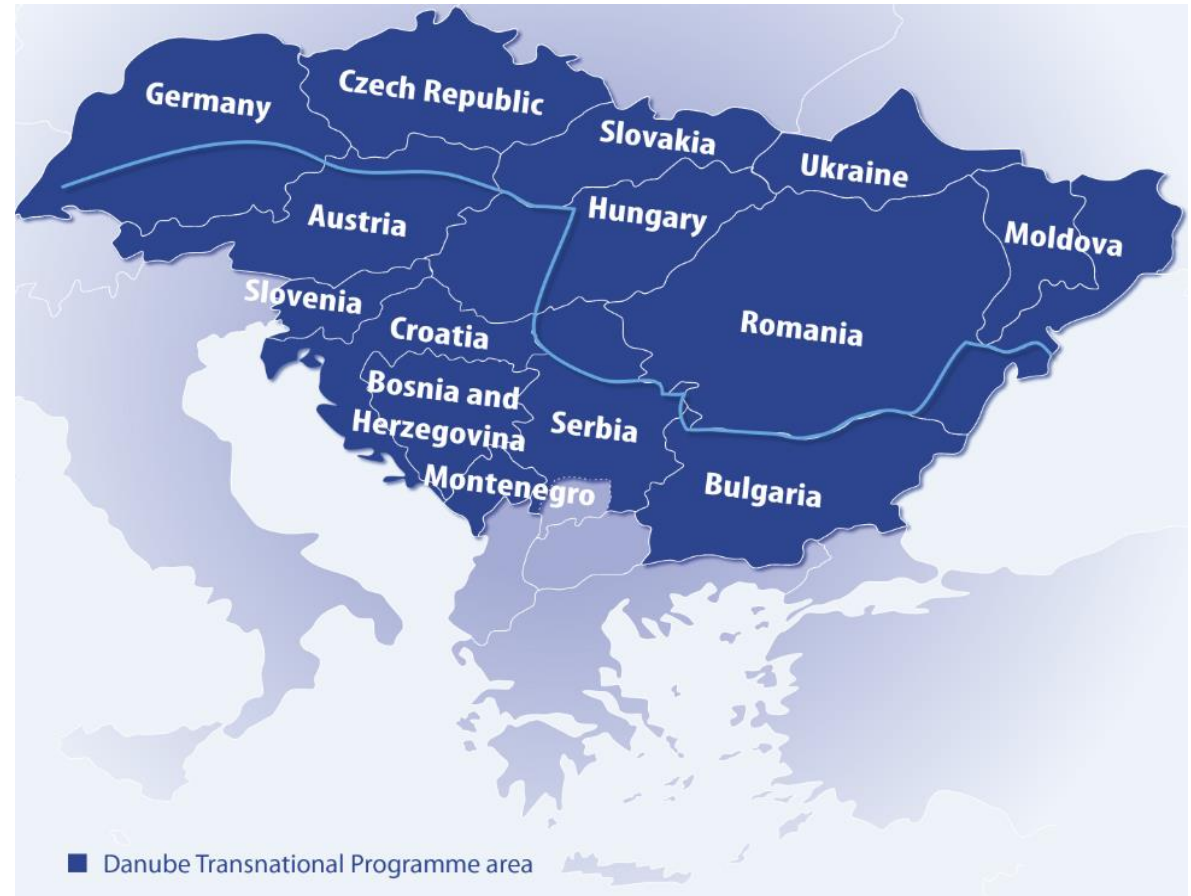 Germany
Czech Republic
Slovakia
Ukraine
Austria
Hungary
Moldova
Slovenia
Croatia
Romania
Bosnia and
Herzegovina
Serbia
Montenegro
Bulgaria
Danube Transnational Programme area